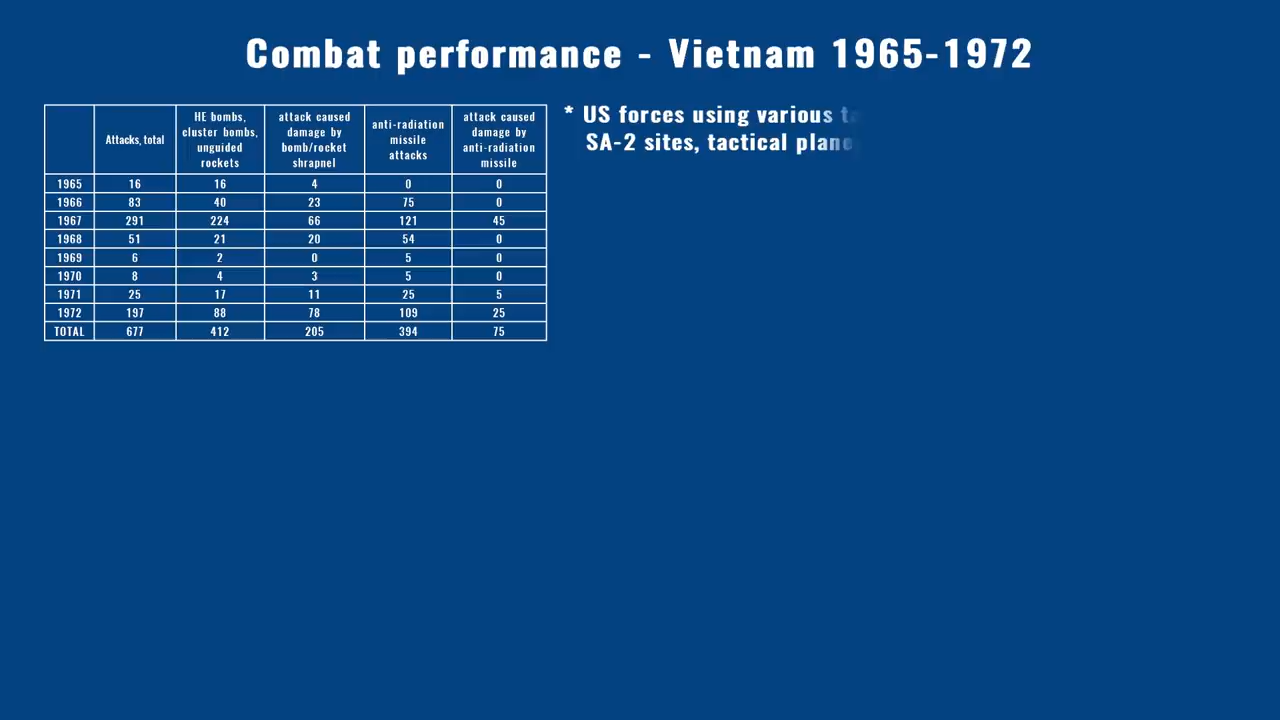 Combat performance - Vietnam 1965-1972
Attacks, total
HE bombs,
cluster bombs,
unguided
rockets
attack caused
damage by
bomb/rocket
shrapnel
anti-radiation
missile
attacks
attack caused
damage by
anti-radiation
missile
1965 16 16 4 0 0
1966 83 40 23 75 0
1967 291 224 66 121 45
1968 51 21 20 54 0
1969 6 2 0 5 0
1970 8 4 3 5 0
1971 25 17 11 25 5
1972 197 88 78 109 25
TOTAL 677 412 205 394 75
* US forces using various
SA-2 sites, tactical plane